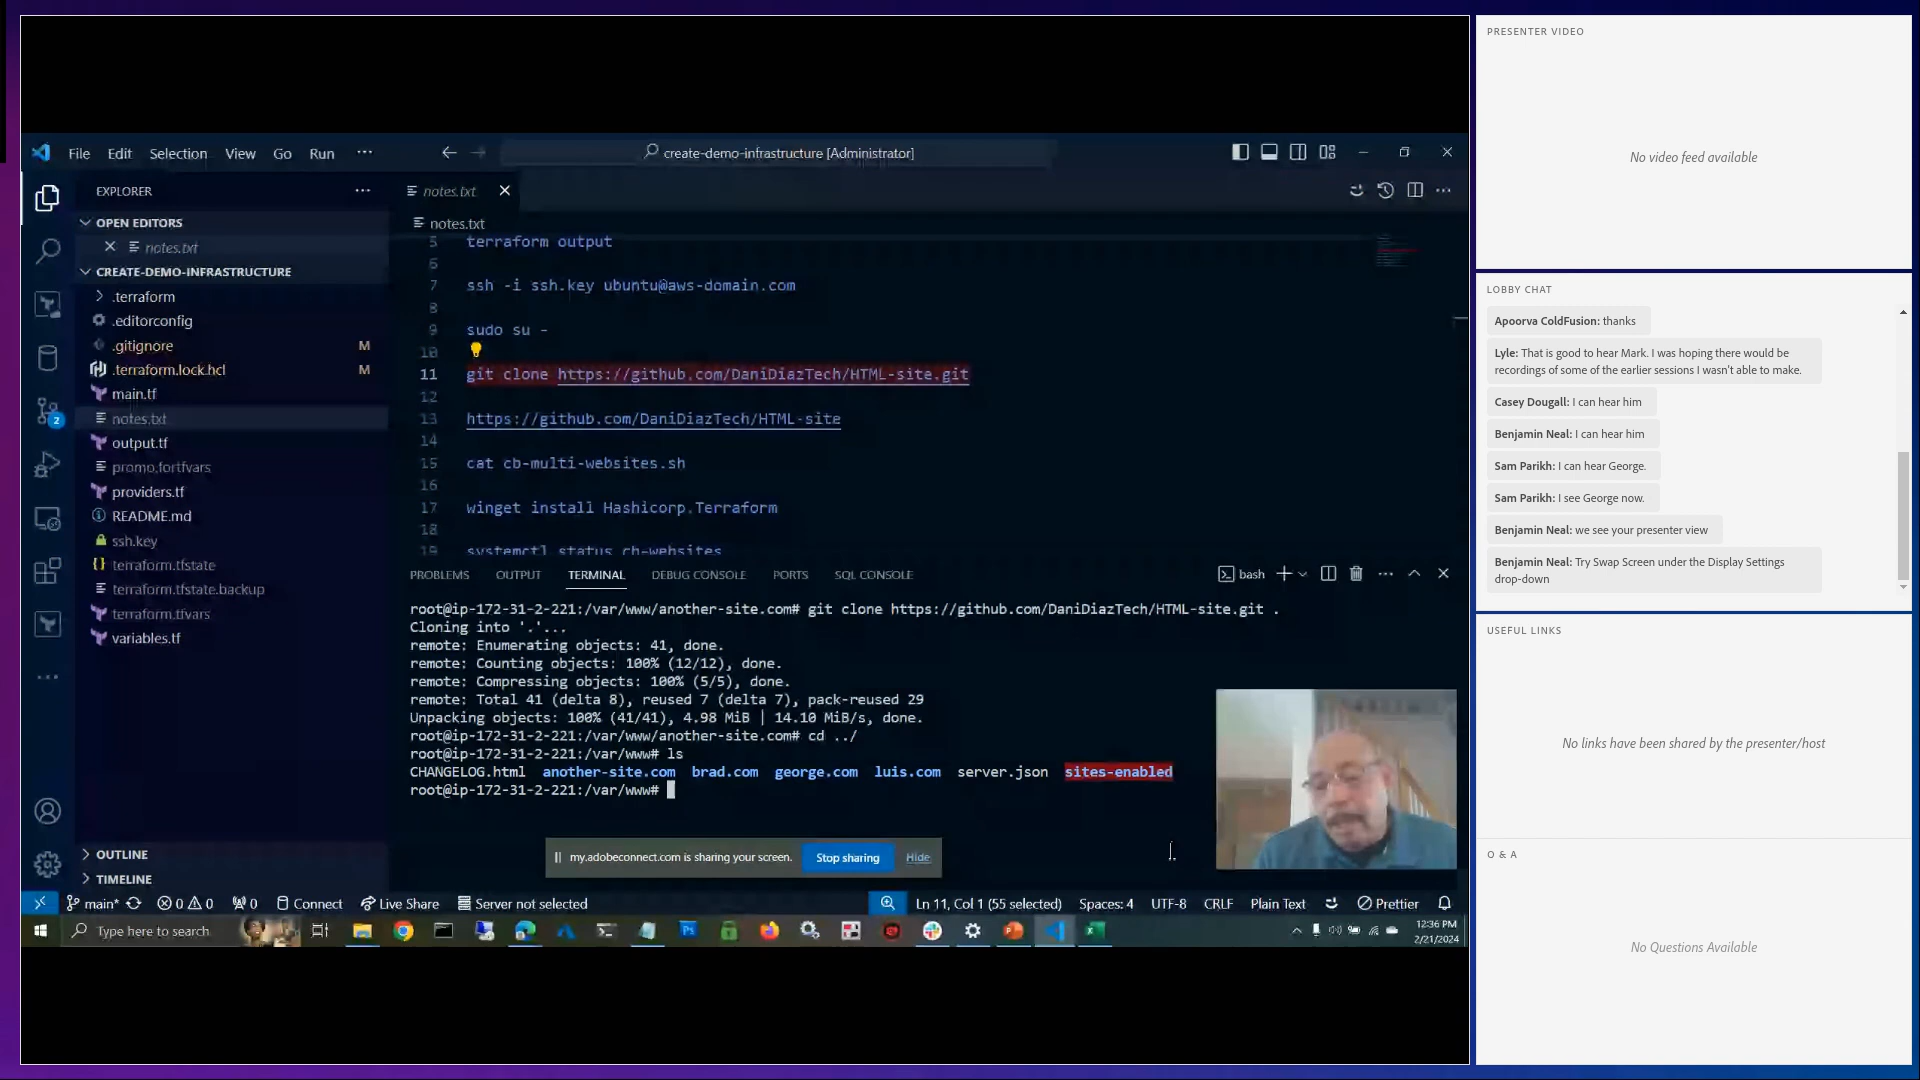 File Edit Selection View Go Run ···
create-demo-infrastructure [Administrator]
EXPLORER
OPEN EDITORS
notes.txt
CREATE-DEMO-INFRASTRUCTURE
.terraform
.editorconfig
.gitignore M
.terraform.lock.hcl M
main.tf
notes.txt
output.tf
promo.fortfvars
providers.tf
README.md
ssh.key
terraform.tfstate
terraform.tfstate.backup
terraform.tfvars
variables.tf
OUTLINE
TIMELINE
2
notes.txt
notes.txt
5 terraform output
6
7 ssh -i ssh.key ubuntu@aws-domain.com
8
9 sudo su -
10
11 git clone https://github.com/DaniDiazTech/HTML-site.git
12
13 https://github.com/DaniDiazTech/HTML-site
14
15 cat cb-multi-websites.sh
16
17 winget install Hashicorp.Terraform
18
19 systemctl status cb-websites
PROBLEMS OUTPUT TERMINAL DEBUG CONSOLE PORTS SQL CONSOLE
bash
root@ip-172-31-2-221:/var/www/another-site.com# git clone https://github.com/DaniDiazTech/HTML-site.git .
Cloning into '.'...
remote: Enumerating objects: 41, done.
remote: Counting objects: 100% (12/12), done.
remote: Compressing objects: 100% (5/5), done.
remote: Total 41 (delta 8), reused 7 (delta 7), pack-reused 29
Unpacking objects: 100% (41/41), 4.98 MiB | 14.10 MiB/s, done.
root@ip-172-31-2-221:/var/www/another-site.com# cd ../
root@ip-172-31-2-221:/var/www# ls
CHANGELOG.html another-site.com brad.com george.com luis.com server.json sites-enabled
root@ip-172-31-2-221:/var/www#
my.adobeconnect.com is sharing your screen. Stop sharing Hide
main* 0 0 0 Connect Live Share Server not selected
Ln 11, Col 1 (55 selected) Spaces: 4 UTF-8 CRLF Plain Text Prettier
Type here to search
12:36 PM
2/21/2024
PRESENTER VIDEO
No video feed available
LOBBY CHAT
Apoorva ColdFusion: thanks
Lyle: That is good to hear Mark. I was hoping there would be
recordings of some of the earlier sessions I wasn't able to make.
Casey Dougall: I can hear him
Benjamin Neal: I can hear him
Sam Parikh: I can hear George.
Sam Parikh: I see George now.
Benjamin Neal: we see your presenter view
Benjamin Neal: Try Swap Screen under the Display Settings
drop-down
USEFUL LINKS
No links have been shared by the presenter/host
Q & A
No Questions Available